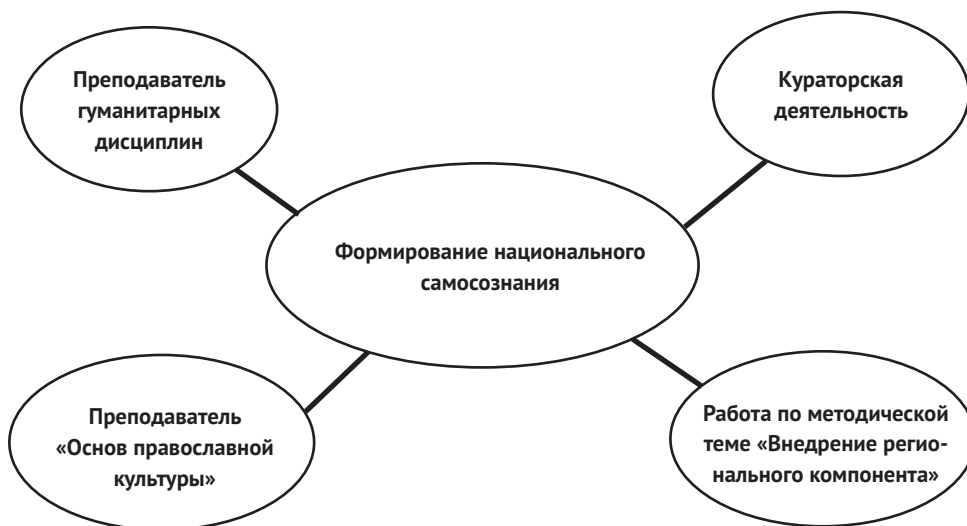 Преподаватель
гуманитарных
дисциплин
Кураторская
деятельность
Формирование национального
самосознания
Преподаватель
«Основ православной
культуры»
Работа по методической
теме «Внедрение регио-
нального компонента»